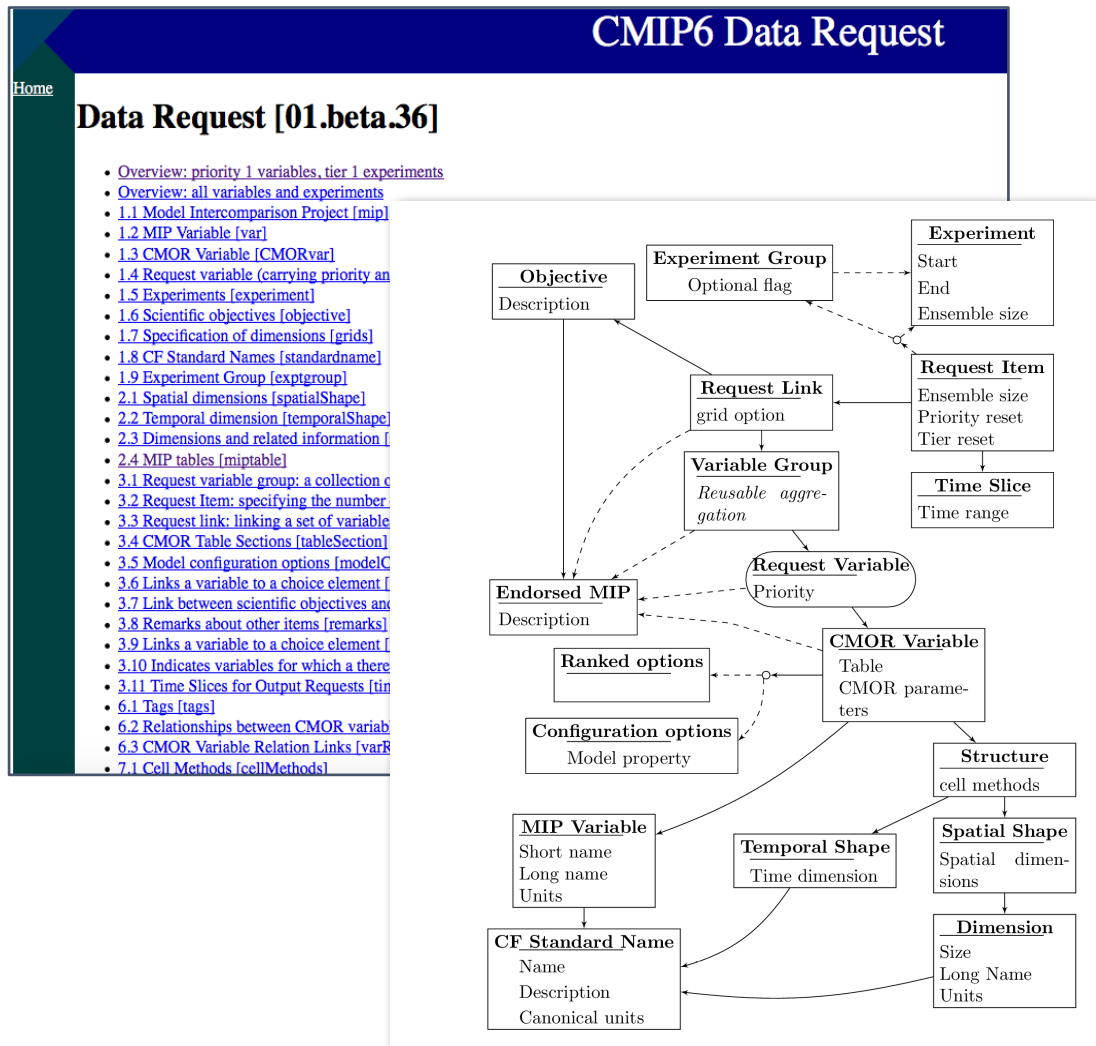 CMIP6 Data Request
Home
Data Request [01.beta.36]
Overview: priority 1 variables, tier 1 experiments
Overview: all variables and experiments
1.1 Model Intercomparison Project [mip]
1.2 MIP Variable [var]
1.3 CMOR Variable [CMORvar]
1.4 Request variable (carrying priority an
1.5 Experiments [experiment]
1.6 Scientific objectives [objective]
1.7 Specification of dimensions [grids]
1.8 CF Standard Names [standardname]
1.9 Experiment Group [exptgroup]
2.1 Spatial dimensions [spatialShape]
2.2 Temporal dimension [temporalShape]
2.3 Dimensions and related information [
2.4 MIP tables [miptable]
3.1 Request variable group: a collection o
3.2 Request Item: specifying the number
3.3 Request link: linking a set of variable
3.4 CMOR Table Sections [tableSection]
3.5 Model configuration options [modelC
3.6 Links a variable to a choice element [
3.7 Link between scientific objectives and
3.8 Remarks about other items [remarks]
3.9 Links a variable to a choice element [
3.10 Indicates variables for which a there
3.11 Time Slices for Output Requests [tim
6.1 Tags [tags]
6.2 Relationships between CMOR variab
6.3 CMOR Variable Relation Links [varR
7.1 Cell Methods [cellMethods]
Objective
Description
Experiment Group
Optional flag
Experiment
Start
End
Ensemble size
Request Link
grid option
Request Item
Ensemble size
Priority reset
Tier reset
Variable Group
Reusable aggre-
gation
Time Slice
Time range
Endorsed MIP
Description
Request Variable
Priority
CMOR Variable
Table
CMOR parame-
ters
Ranked options
Configuration options
Model property
Structure
cell methods
MIP Variable
Short name
Long name
Units
Temporal Shape
Time dimension
Spatial Shape
Spatial dimen-
sions
CF Standard Name
Name
Description
Canonical units
Dimension
Size
Long Name
Units